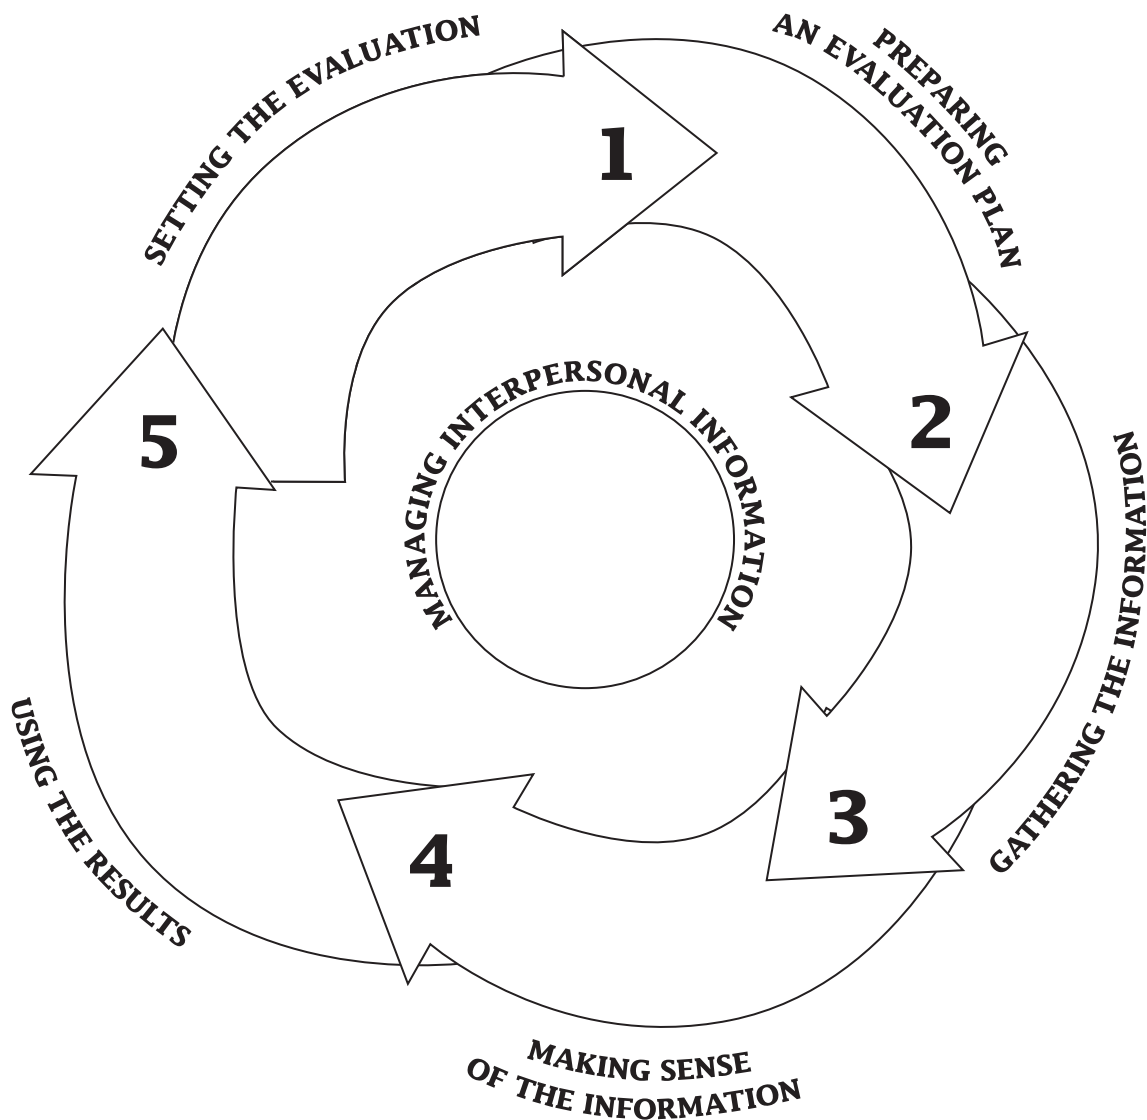 SETTING THE EVALUATION
1
PREPARING
AN EVALUATION PLAN
2
GATHERING THE INFORMATION
3
MAKING SENSE
OF THE INFORMATION
4
USING THE RESULTS
5
MANAGING INTERPERSONAL INFORMATION